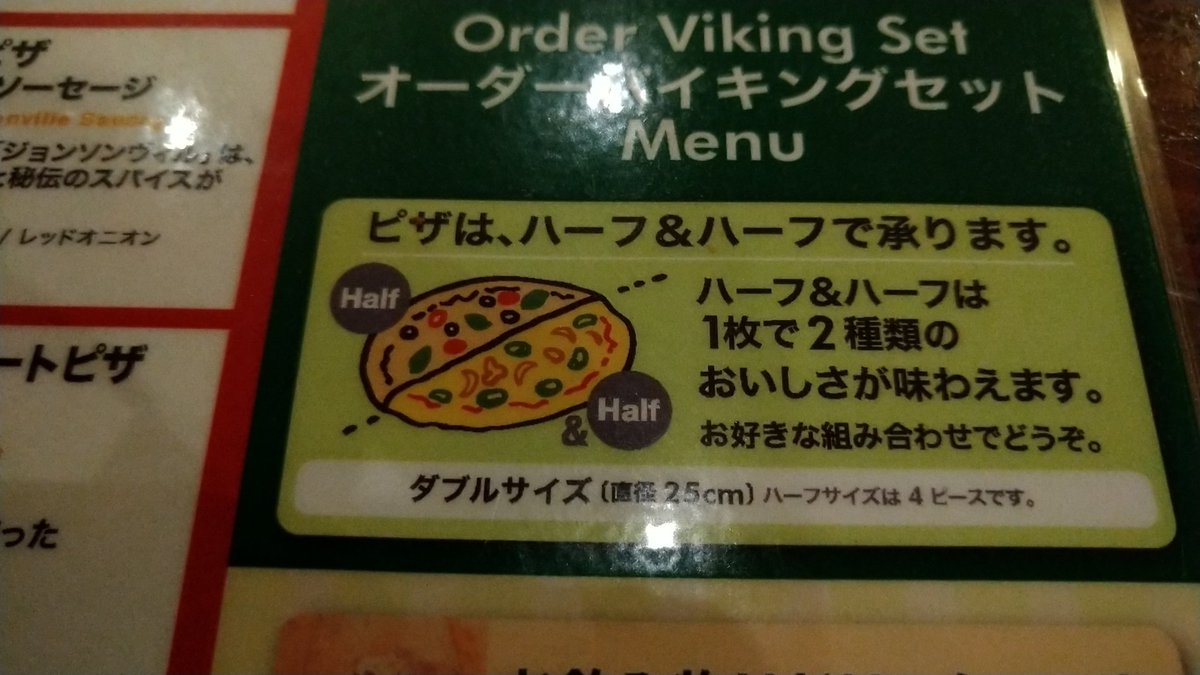 ピザ
ソーセージ
「ジョンソンヴィル」は、
秘伝のスパイスが
/ レッドオニオン
ートピザ
った
Order Viking Set
オーダーバイキングセット
Menu
ピザは、ハーフ&ハーフで承ります。
Half
& Half
ハーフ&ハーフは
1枚で2種類の
おいしさが味わえます。
お好きな組み合わせでどうぞ。
ダブルサイズ〔直径25cm〕ハーフサイズは4ピースです。